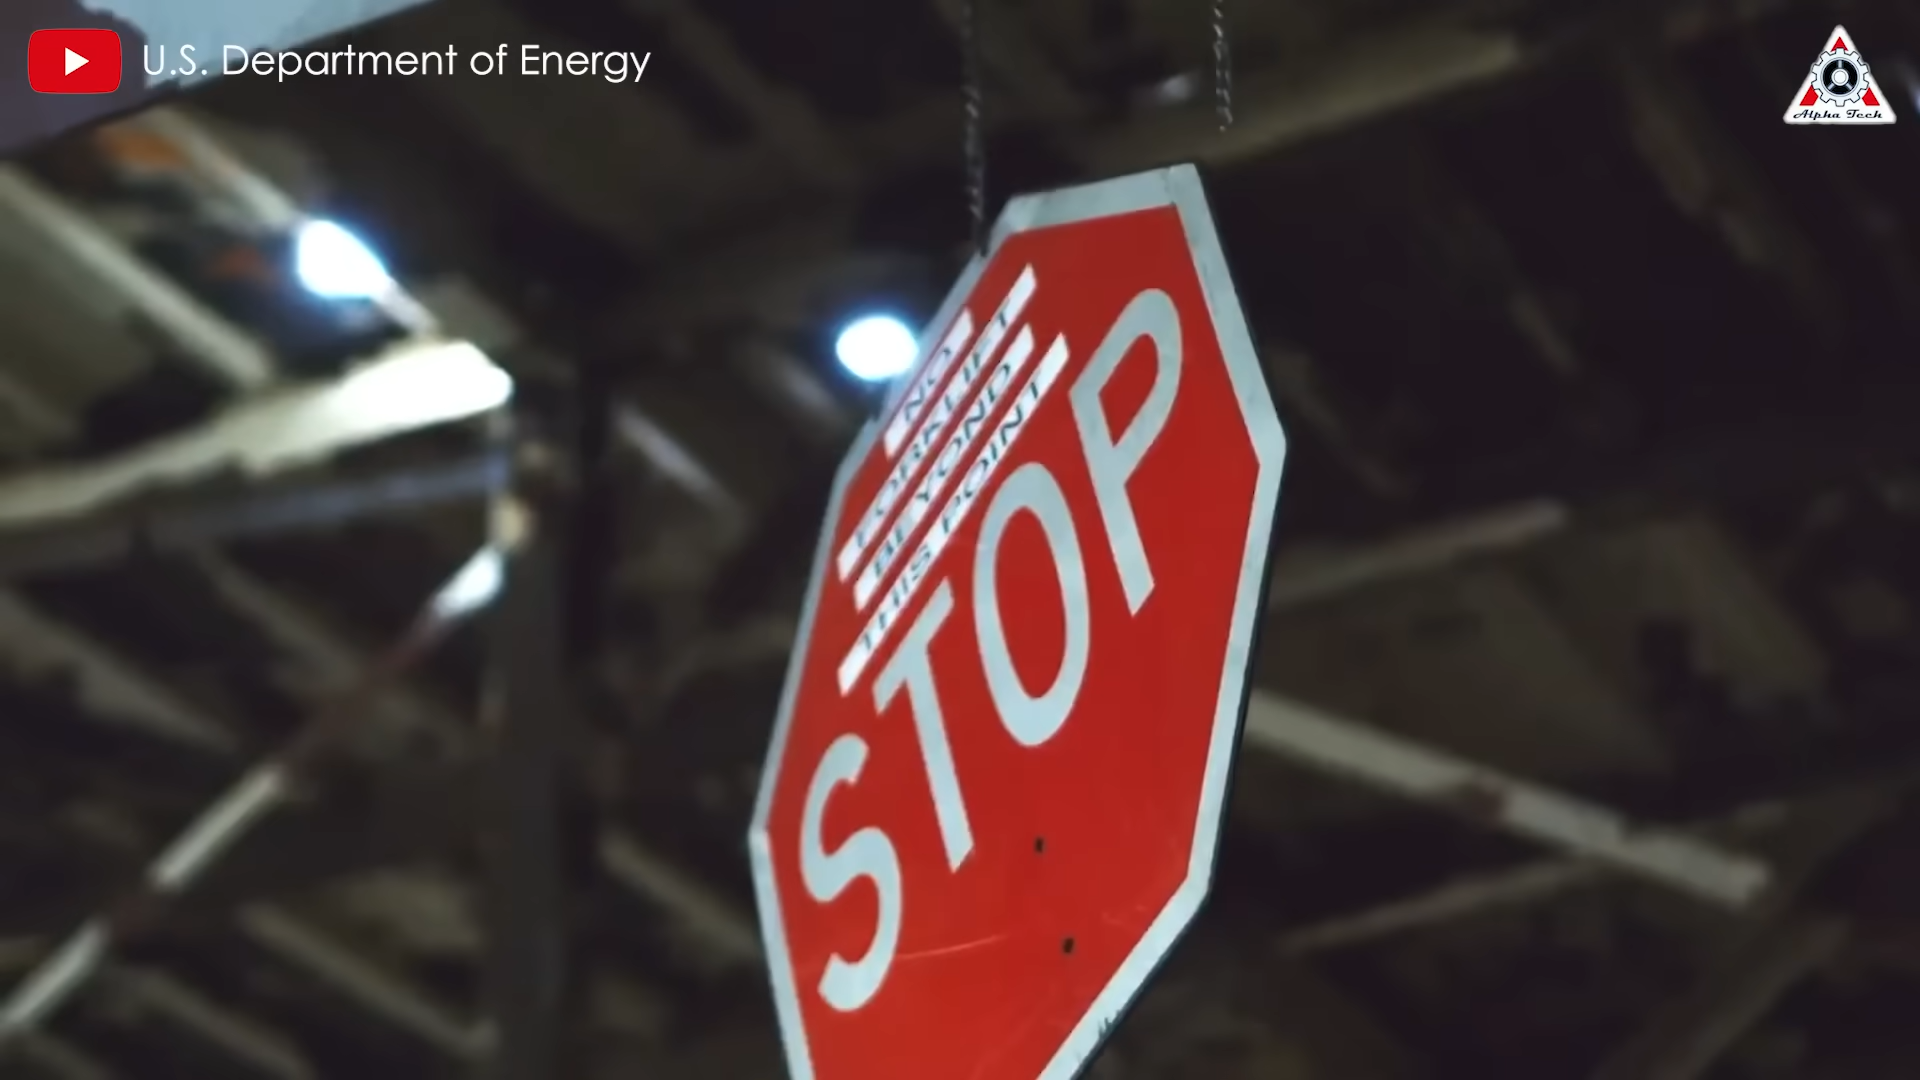 U.S. Department of Energy
Alpha Tech
NO
FORKLIFT
BEYOND
THIS POINT
STOP